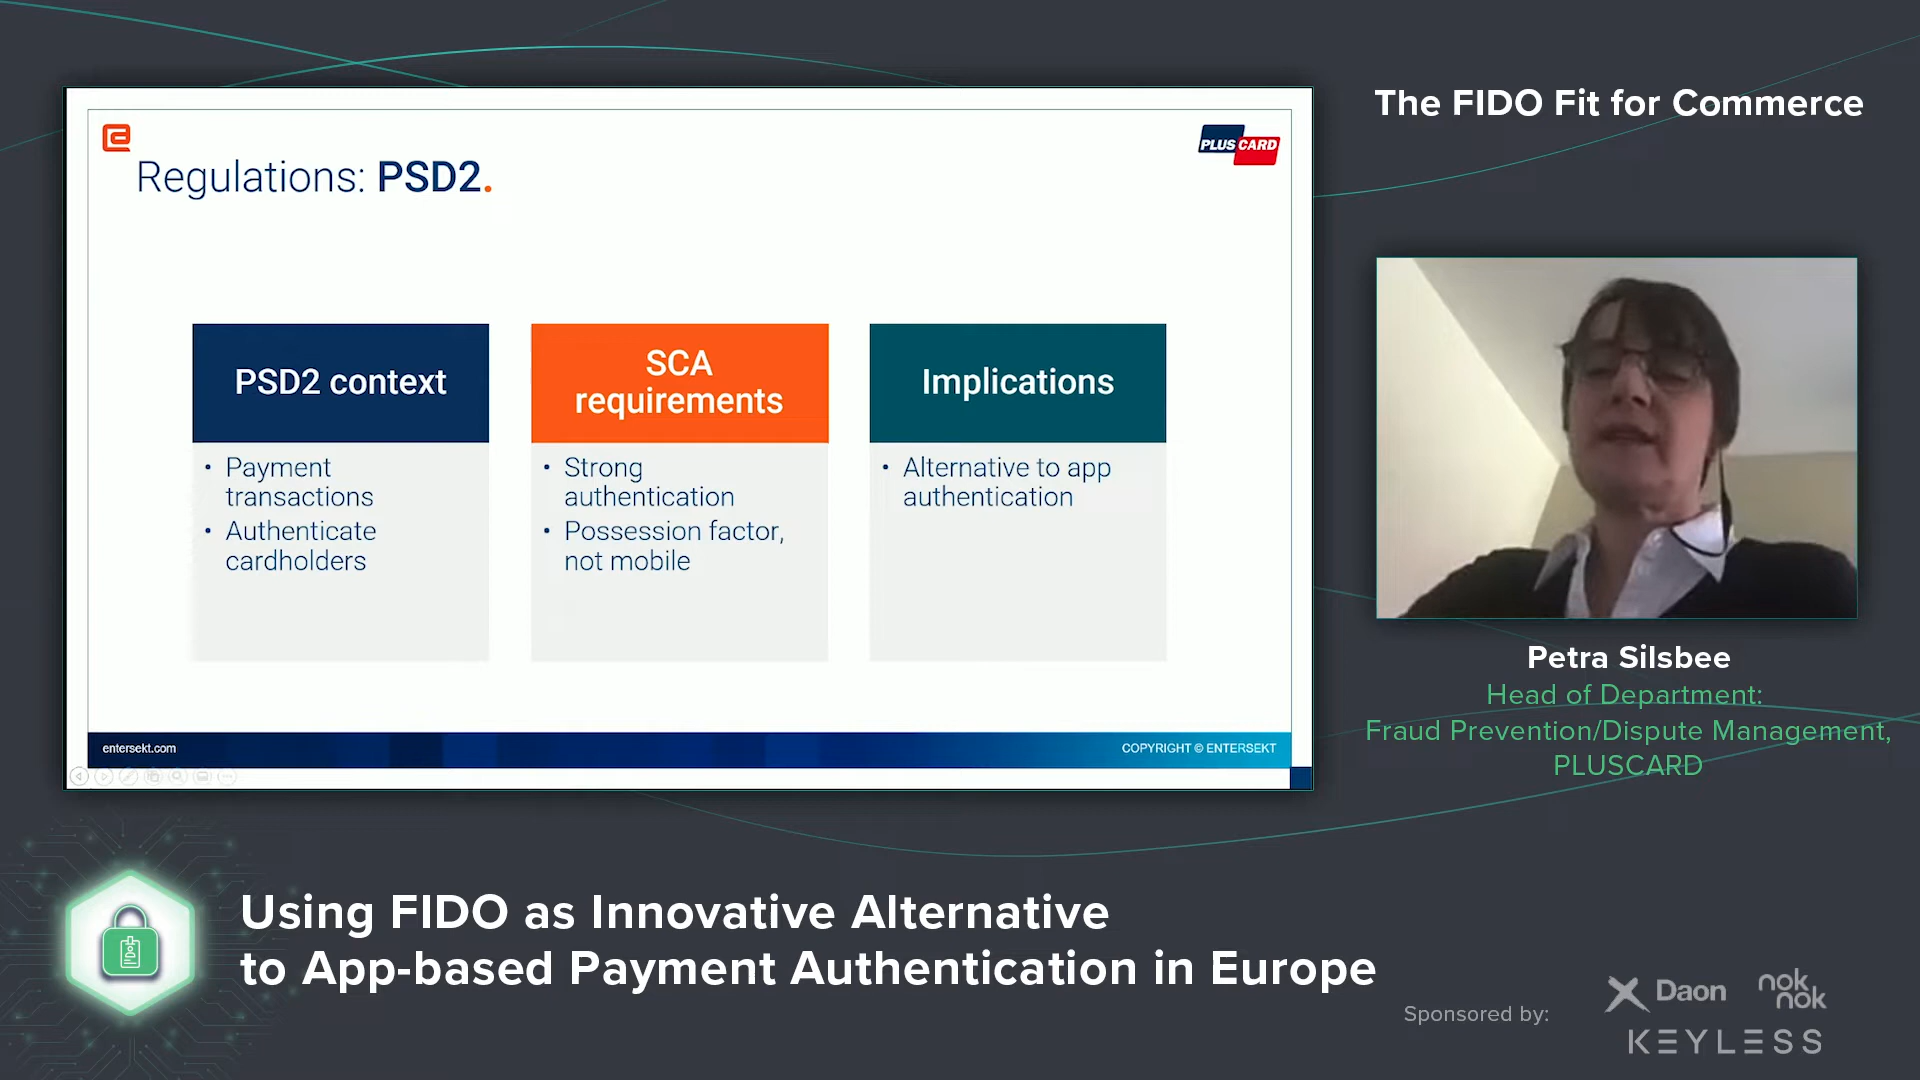 The FIDO Fit for Commerce
PLUSCARD
Regulations: PSD2.
PSD2 context
• Payment
transactions
• Authenticate
cardholders
SCA
requirements
• Strong
authentication
• Possession factor,
not mobile
Implications
• Alternative to app
authentication
entersekt.com
COPYRIGHT © ENTERSEKT
Petra Silsbee
Head of Department:
Fraud Prevention/Dispute Management,
PLUSCARD
Using FIDO as Innovative Alternative
to App-based Payment Authentication in Europe
Sponsored by:
Daon
nok
nok
KEYLESS